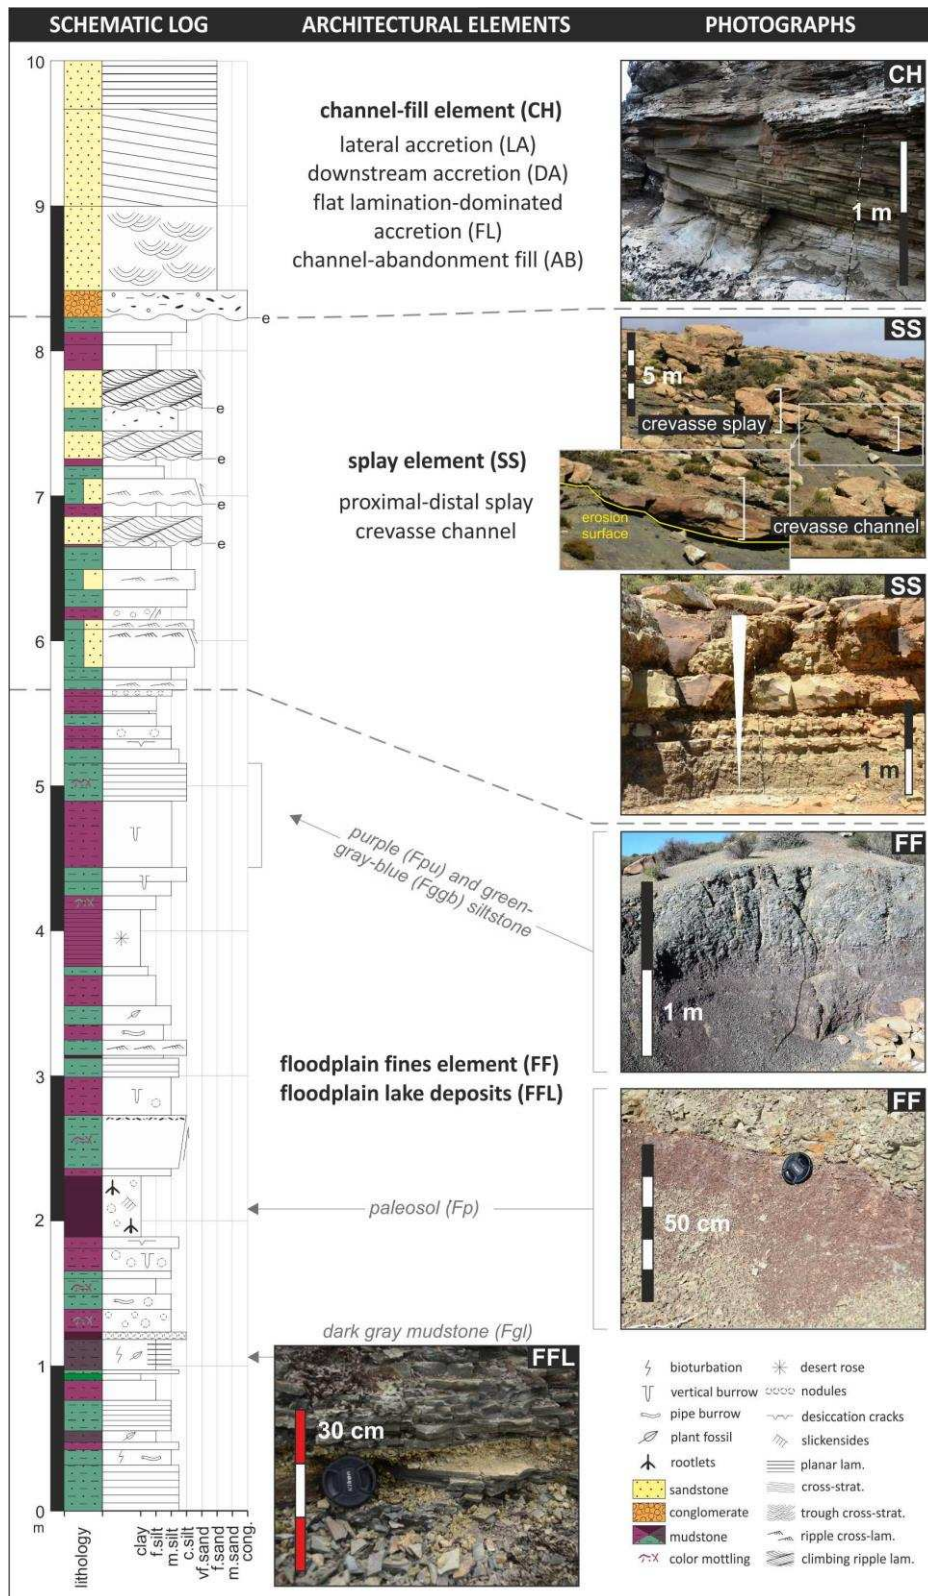 SCHEMATIC LOG
ARCHITECTURAL ELEMENTS
PHOTOGRAPHS
10
9
8
7
6
5
4
3
2
1
0
m
lithology
clay
f.silt
m.silt
c.silt
vf.sand
f.sand
m.sand
cong.
e
e
e
e
e
channel-fill element (CH)
lateral accretion (LA)
downstream accretion (DA)
flat lamination-dominated
accretion (FL)
channel-abandonment fill (AB)
CH
1 m
splay element (SS)
proximal-distal splay
crevasse channel
SS
5 m
crevasse splay
erosion
surface
crevasse channel
SS
1 m
purple (Fpu) and green-
gray-blue (Fggb) siltstone
FF
1 m
floodplain fines element (FF)
floodplain lake deposits (FFL)
paleosol (Fp)
FF
50 cm
dark gray mudstone (Fgl)
FFL
30 cm
bioturbation
vertical burrow
pipe burrow
plant fossil
rootlets
sandstone
conglomerate
mudstone
color mottling
desert rose
nodules
desiccation cracks
slickensides
planar lam.
cross-strat.
trough cross-strat.
ripple cross-lam.
climbing ripple lam.